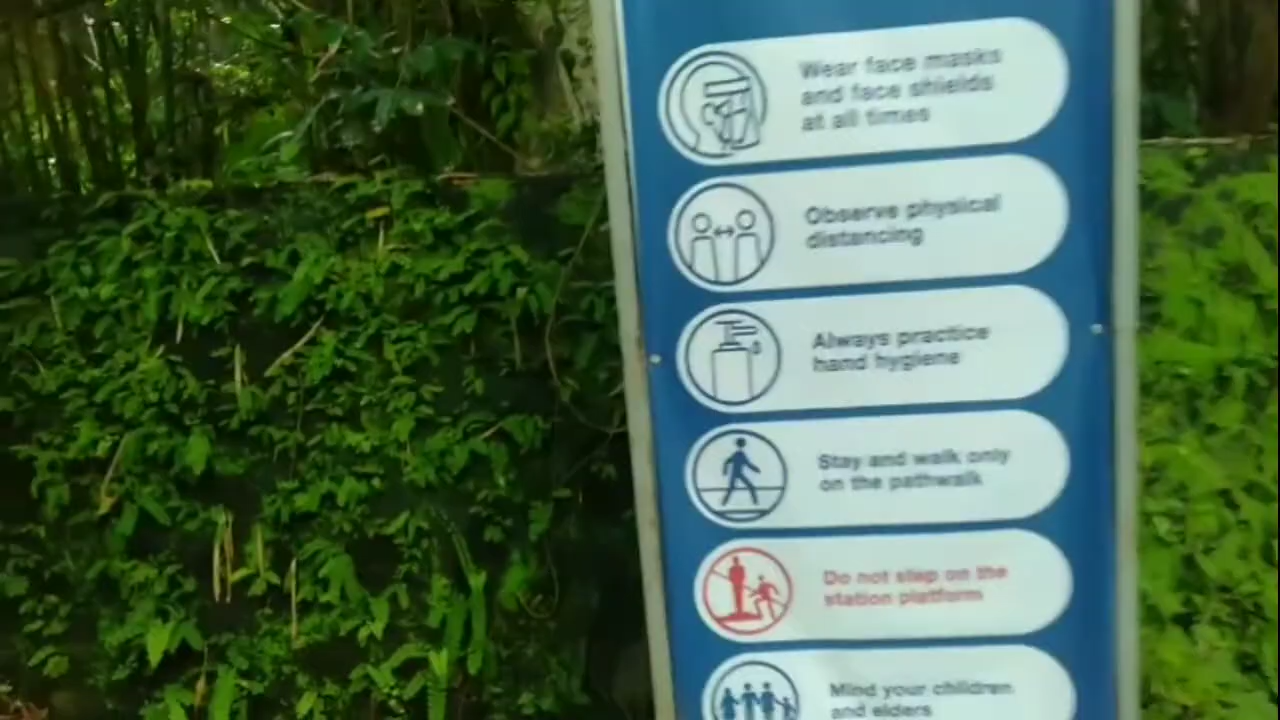 Wear face masks
and face shields
at all times
Observe physical
distancing
Always practice
hand hygiene
Stay and walk only
on the pathwalk
Do not step on the
station platform
Mind your children
and elders